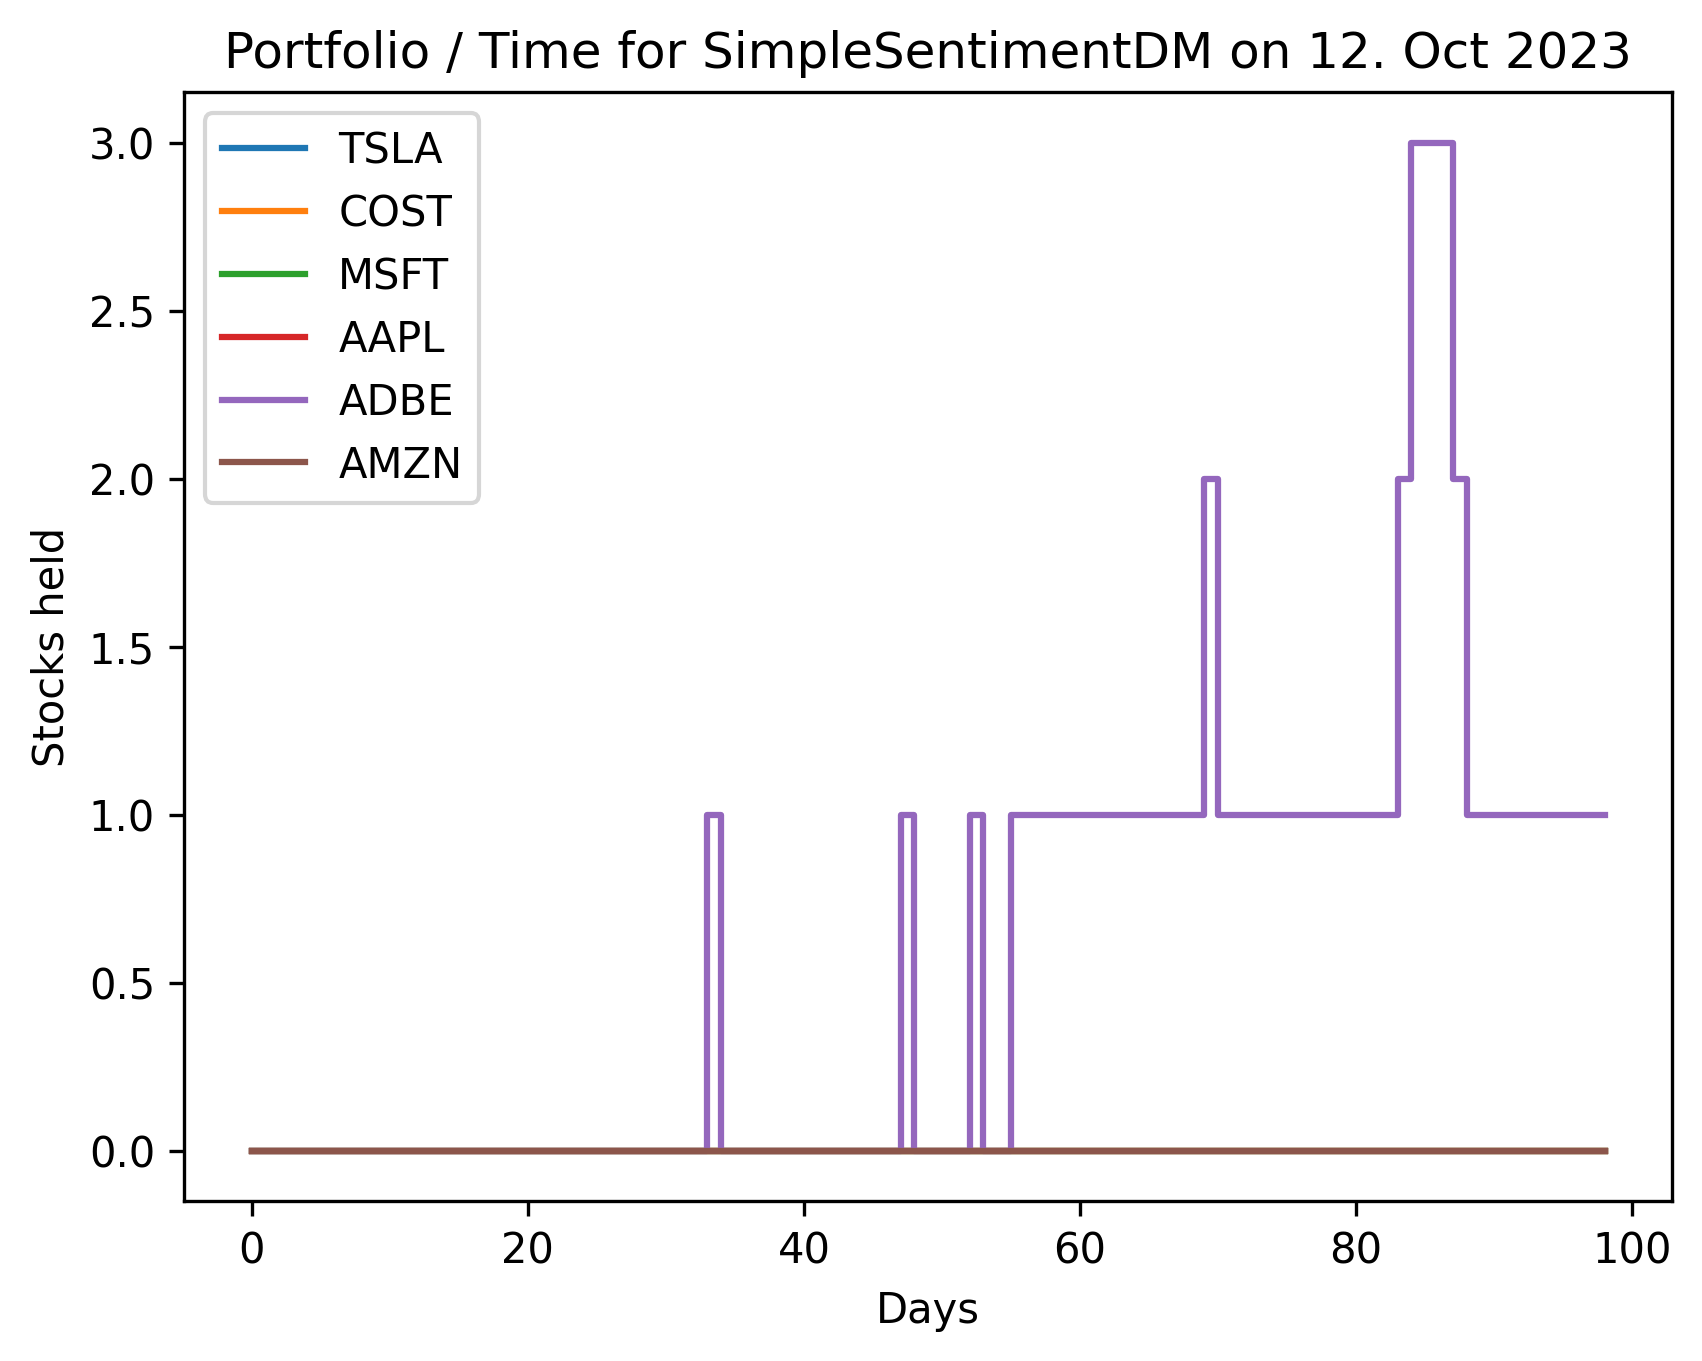 Portfolio / Time for SimpleSentimentDM on 12. Oct 2023
TSLA
COST
MSFT
AAPL
ADBE
AMZN
3.0
2.5
2.0
1.5
1.0
0.5
0.0
Stocks held
0 20 40 60 80 100
Days